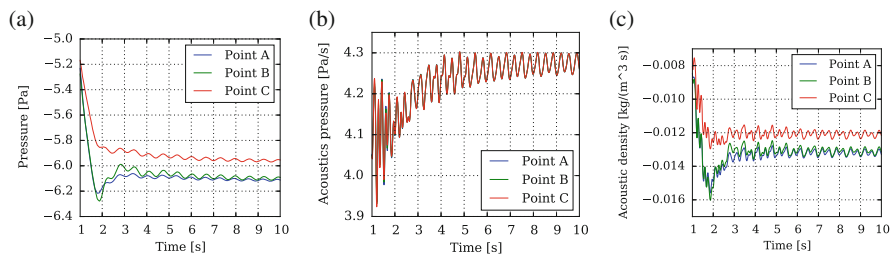 (a)
Pressure [Pa]
−5.0
−5.2
−5.4
−5.6
−5.8
−6.0
−6.2
−6.4
Point A
Point B
Point C
1 2 3 4 5 6 7 8 9 10
Time [s]
(b)
Acoustics pressure [Pa/s]
4.3
4.2
4.1
4.0
3.9
Point A
Point B
Point C
1 2 3 4 5 6 7 8 9 10
Time [s]
(c)
Acoustic density [kg/(m^3 s)]
−0.008
−0.010
−0.012
−0.014
−0.016
Point A
Point B
Point C
1 2 3 4 5 6 7 8 9 10
Time [s]